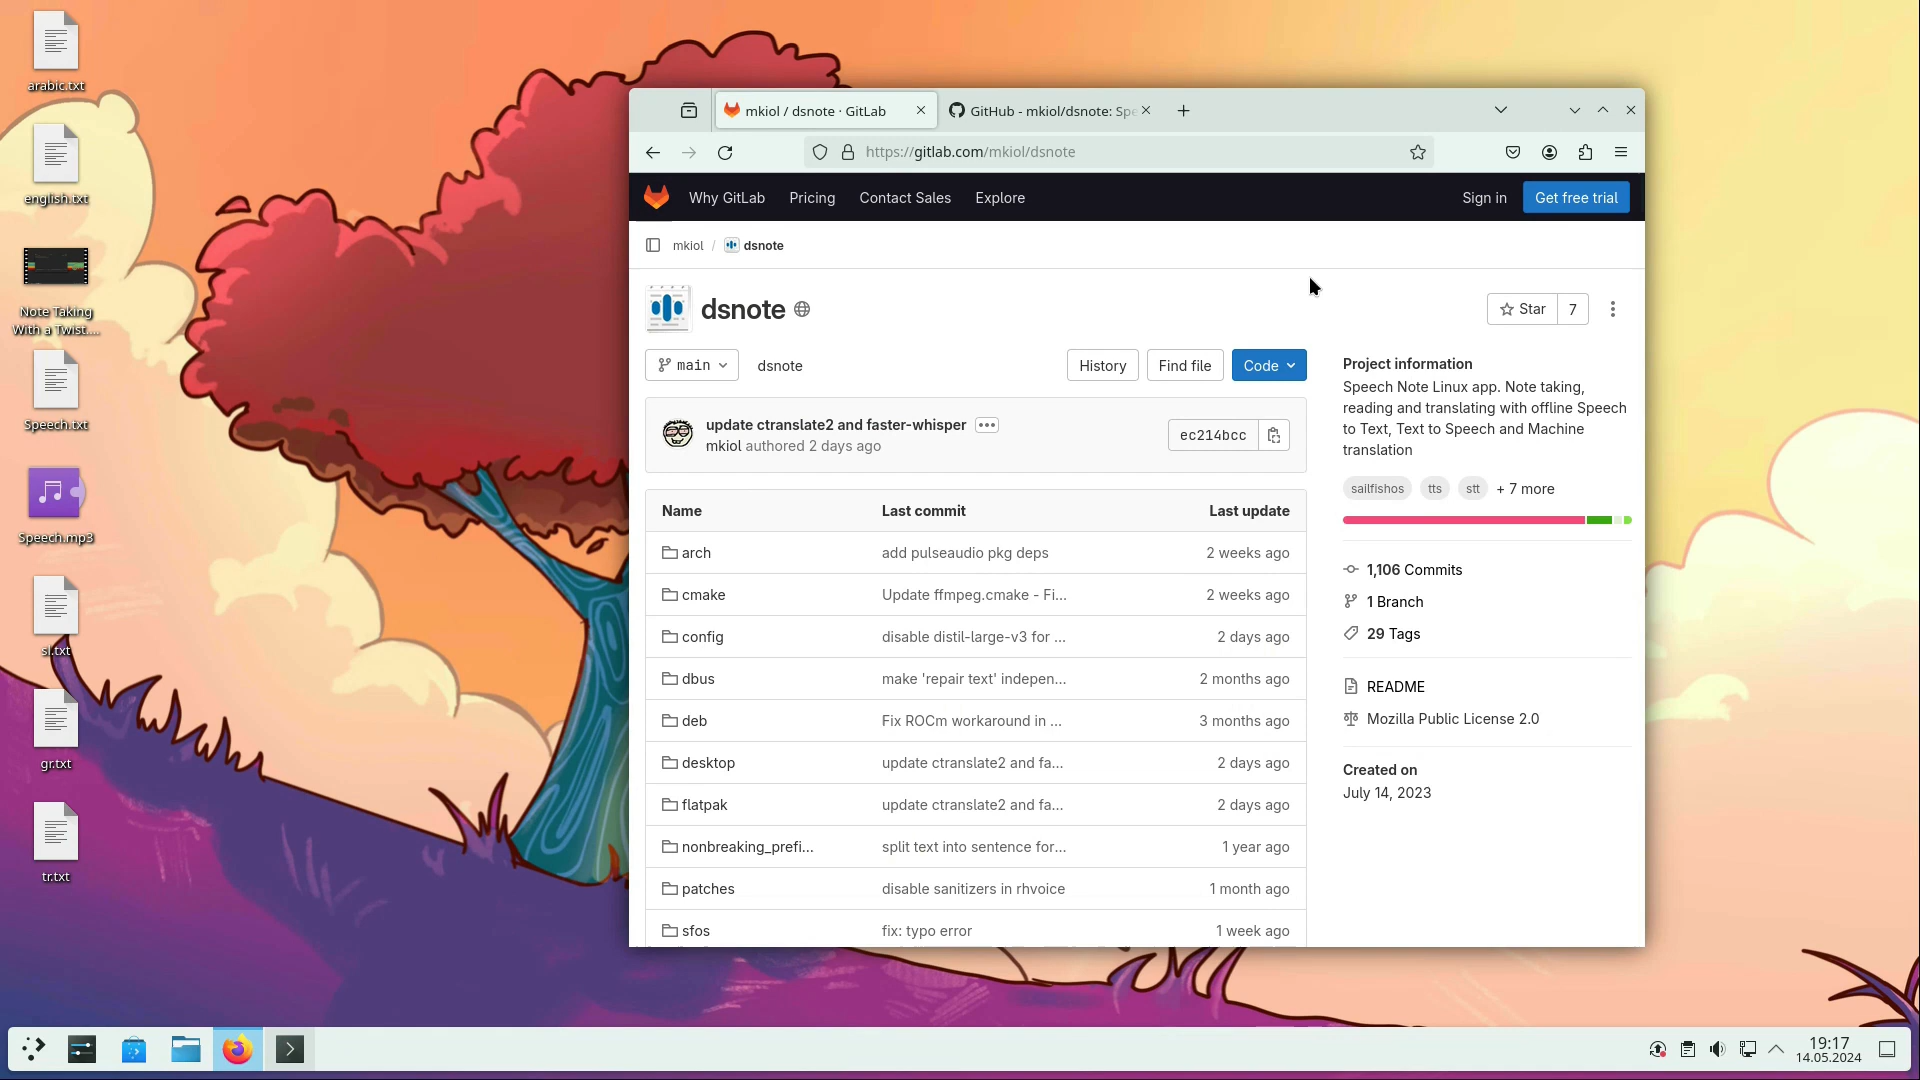 arabic.txt
english.txt
Note Taking
With a Twist....
Speech.txt
Speech.mp3
sl.txt
gr.txt
tr.txt
mkiol / dsnote · GitLab
GitHub - mkiol/dsnote: Spe
https://gitlab.com/mkiol/dsnote
Why GitLab
Pricing
Contact Sales
Explore
Sign in
Get free trial
mkiol / dsnote
dsnote
Star
7
main
dsnote
History
Find file
Code
update ctranslate2 and faster-whisper
mkiol authored 2 days ago
ec214bcc
Name Last commit Last update
arch add pulseaudio pkg deps 2 weeks ago
cmake Update ffmpeg.cmake - Fi... 2 weeks ago
config disable distil-large-v3 for ... 2 days ago
dbus make 'repair text' indepen... 2 months ago
deb Fix ROCm workaround in ... 3 months ago
desktop update ctranslate2 and fa... 2 days ago
flatpak update ctranslate2 and fa... 2 days ago
nonbreaking_prefi... split text into sentence for... 1 year ago
patches disable sanitizers in rhvoice 1 month ago
sfos fix: typo error 1 week ago
Project information
Speech Note Linux app. Note taking,
reading and translating with offline Speech
to Text, Text to Speech and Machine
translation
sailfishos tts stt + 7 more
1,106 Commits
1 Branch
29 Tags
README
Mozilla Public License 2.0
Created on
July 14, 2023
19:17
14.05.2024